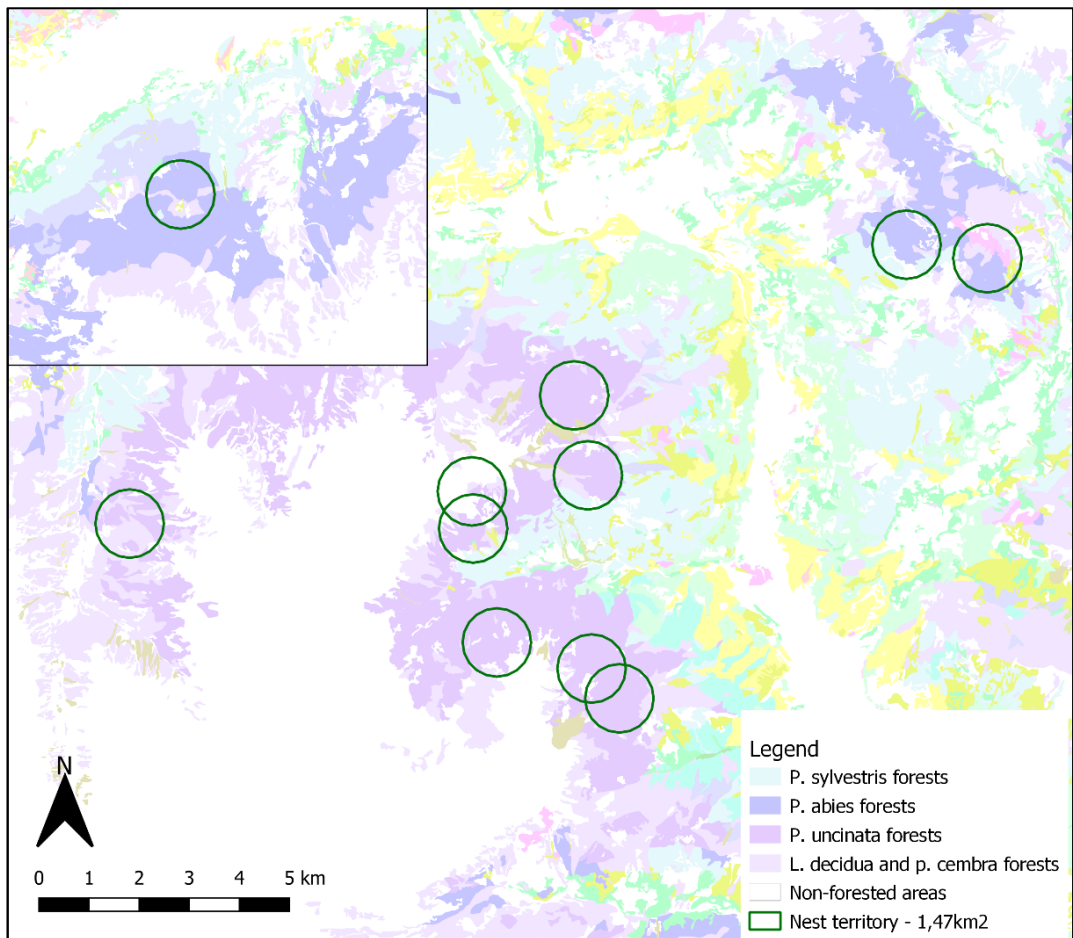 N
0 1 2 3 4 5 km
Legend
P. sylvestris forests
P. abies forests
P. uncinata forests
L. decidua and p. cembra forests
Non-forested areas
Nest territory - 1,47km2